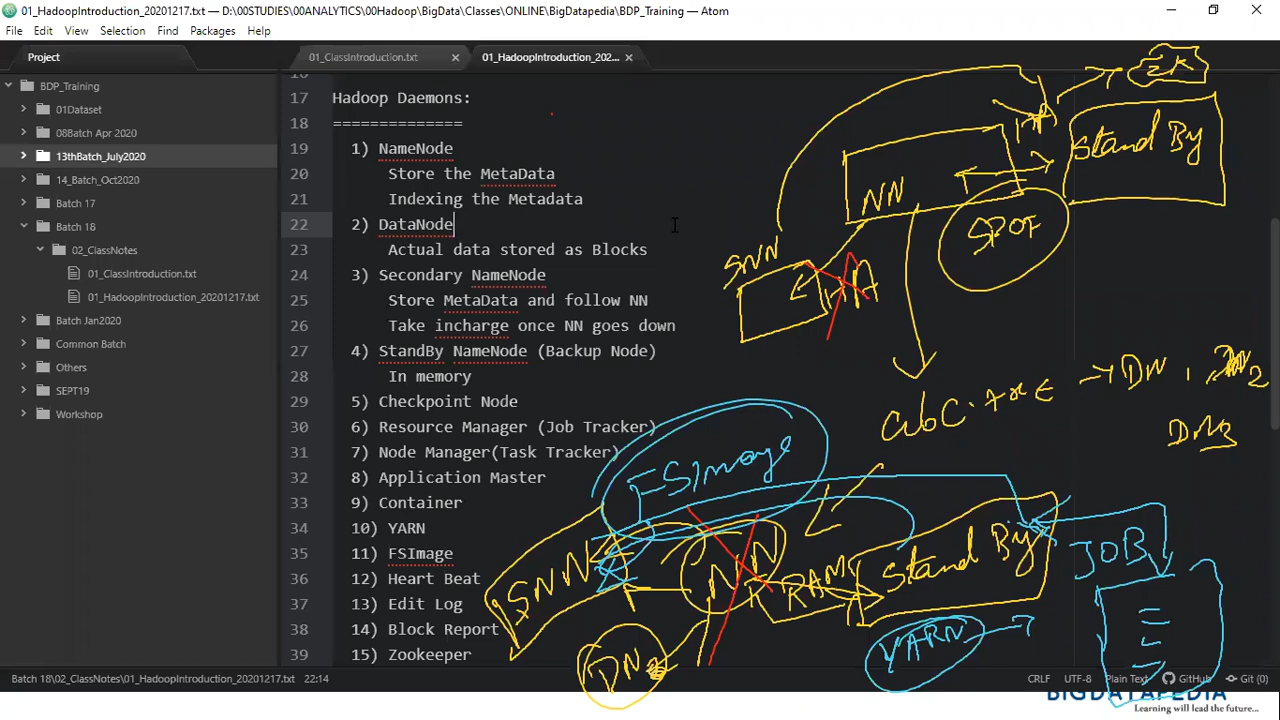 01_HadoopIntroduction_20201217.txt — D:\00STUDIES\00ANALYTICS\00Hadoop\BigData\Classes\ONLINE\BigDatapedia\BDP_Training — Atom
File Edit View Selection Find Packages Help
Project
01_ClassIntroduction.txt
01_HadoopIntroduction_202...
BDP_Training
01Dataset
08Batch Apr 2020
13thBatch_July2020
14_Batch_Oct2020
Batch 17
Batch 18
02_ClassNotes
01_ClassIntroduction.txt
01_HadoopIntroduction_20201217.txt
Batch Jan2020
Common Batch
Others
SEPT19
Workshop
16
17 Hadoop Daemons:
18 ==============
19 1) NameNode
20 Store the MetaData
21 Indexing the Metadata
22 2) DataNode
23 Actual data stored as Blocks
24 3) Secondary NameNode
25 Store MetaData and follow NN
26 Take incharge once NN goes down
27 4) StandBy NameNode (Backup Node)
28 In memory
29 5) Checkpoint Node
30 6) Resource Manager (Job Tracker)
31 7) Node Manager(Task Tracker)
32 8) Application Master
33 9) Container
34 10) YARN
35 11) FSImage
36 12) Heart Beat
37 13) Edit Log
38 14) Block Report
39 15) Zookeeper
ZK
Stand By
NN
SPOF
SNN
HA
abc.txt
DN
DN3
FSImage
SNN
NN
RAM
Stand By
JOB
DN
YARN
Batch 18\02_ClassNotes\01_HadoopIntroduction_20201217.txt 22:14
CRLF UTF-8 Plain Text GitHub Git (0)
BIGDATAPEDIA
Learning will lead the future...